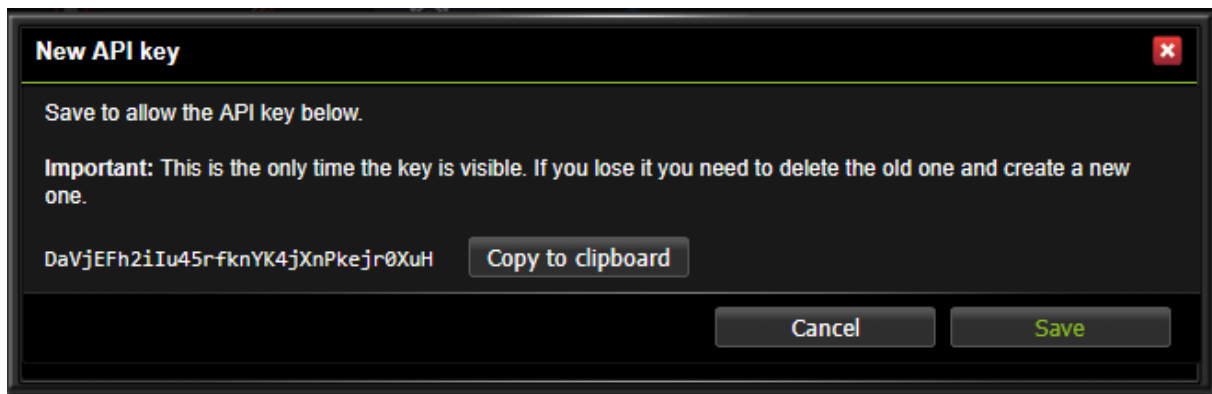 New API key
Save to allow the API key below.
Important: This is the only time the key is visible. If you lose it you need to delete the old one and create a new
one.
DaVjEFh2iIu45rfknYK4jXnPkejr0XuH Copy to clipboard
Cancel Save